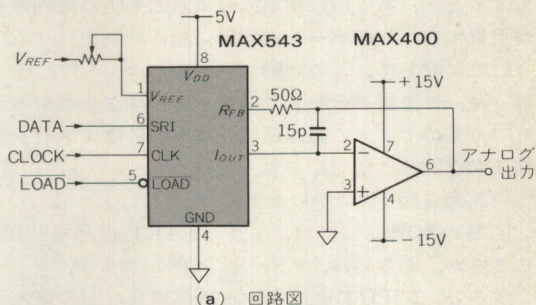 5V
MAX543
MAX400
V_REF
8
V_DD
+15V
1
V_REF
R_FB
2
50Ω
DATA
6
SRI
15p
7
CLOCK
7
CLK
I_OUT
3
2
−
6
アナログ
出力
LOAD
5
LOAD
3
+
4
GND
4
−15V
(a) 回路図